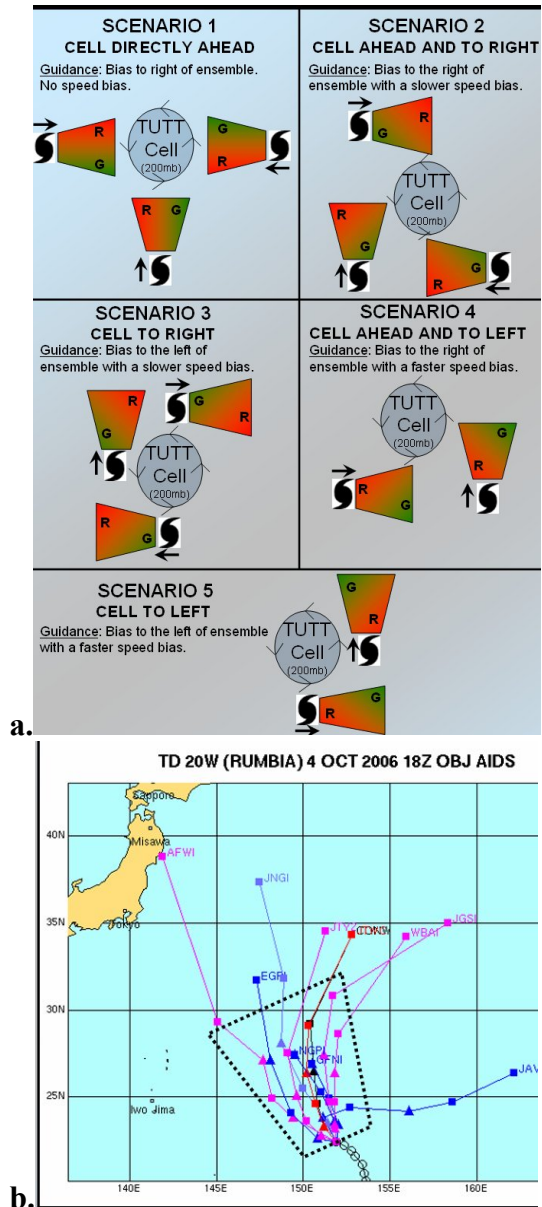 SCENARIO 1
CELL DIRECTLY AHEAD
Guidance: Bias to right of ensemble.
No speed bias.
R
G
TUTT
Cell
(200mb)
G
R
R G
SCENARIO 2
CELL AHEAD AND TO RIGHT
Guidance: Bias to the right of
ensemble with a slower speed bias.
R
G
TUTT
Cell
(200mb)
R
G
G
R
SCENARIO 3
CELL TO RIGHT
Guidance: Bias to the left of
ensemble with a slower speed bias.
R
G
G
R
TUTT
Cell
(200mb)
R
G
SCENARIO 4
CELL AHEAD AND TO LEFT
Guidance: Bias to the right of
ensemble with a faster speed bias.
TUTT
Cell
(200mb)
G
R
R
G
SCENARIO 5
CELL TO LEFT
Guidance: Bias to the left of ensemble
with a faster speed bias.
TUTT
Cell
(200mb)
G
R
R
G
a.
TD 20W (RUMBIA) 4 OCT 2006 18Z OBJ AIDS
Sapporo
40N
Misawa
AFWI
JNGI
35N
Tokyo
JGSI
WBAI
EGRI
30N
NGPI
GFNI
JAV
25N
Iwo Jima
140E 145E 150E 155E 160E
b.